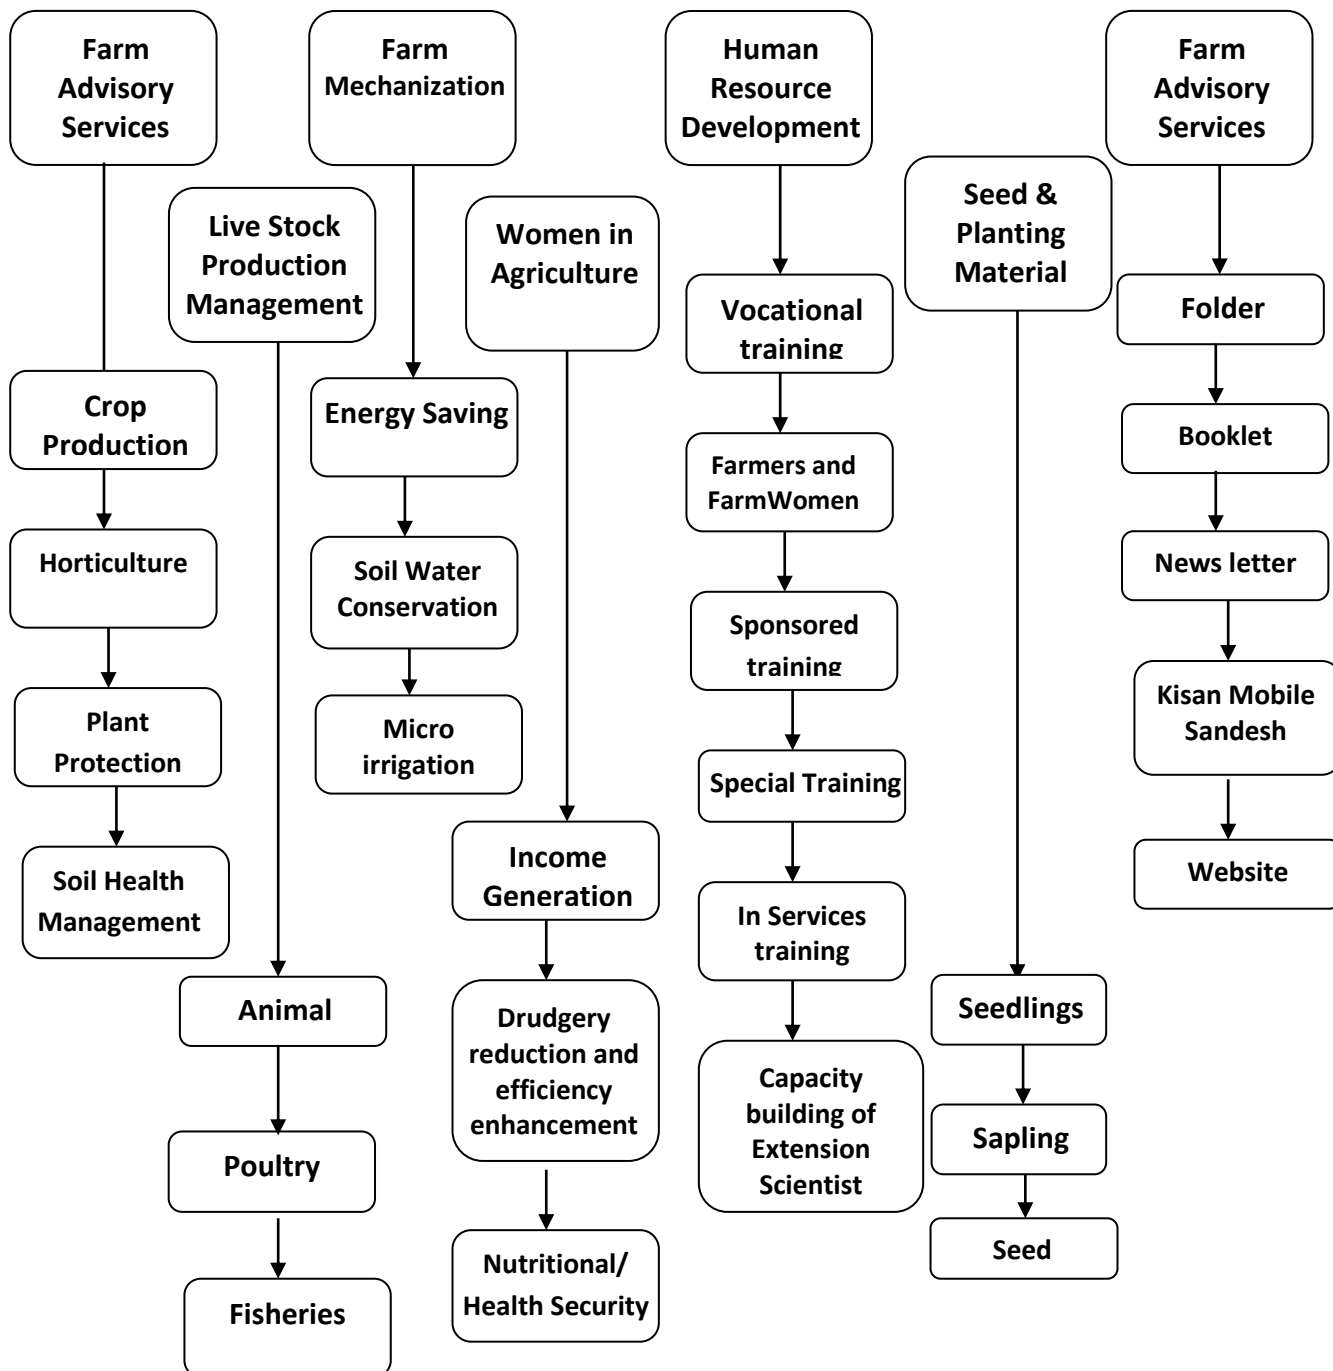 Farm
Advisory
Services
Crop
Production
Horticulture
Plant
Protection
Soil Health
Management
Live Stock
Production
Management
Animal
Poultry
Fisheries
Farm
Mechanization
Energy Saving
Soil Water
Conservation
Micro
irrigation
Women in
Agriculture
Income
Generation
Drudgery
reduction and
efficiency
enhancement
Nutritional/
Health Security
Human
Resource
Development
Vocational
training
Farmers and
FarmWomen
Sponsored
training
Special Training
In Services
training
Capacity
building of
Extension
Scientist
Seed &
Planting
Material
Seedlings
Sapling
Seed
Farm
Advisory
Services
Folder
Booklet
News letter
Kisan Mobile
Sandesh
Website